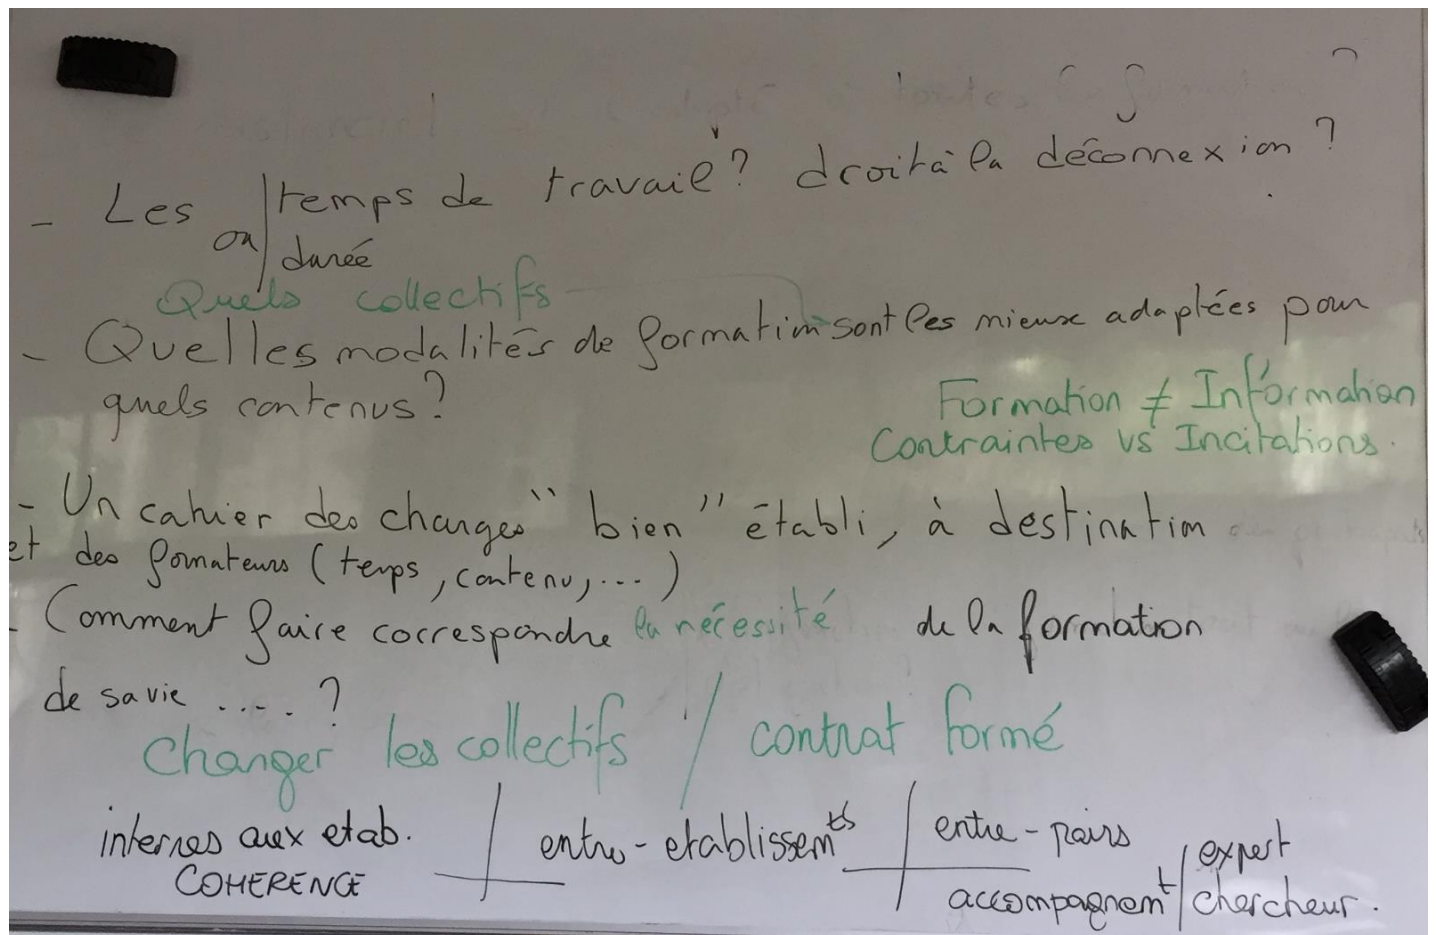 - Les temps de travail ? droit à la déconnexion ?
ou durée
Quels collectifs
- Quelles modalités de formation sont les mieux adaptées pour
quels contenus ?
Formation ≠ Information
Contraintes vs Incitations.
- Un cahier des charges "bien" établi, à destination
et des formateurs (temps, contenu, ...)
- Comment faire correspondre la nécessité de la formation
de sa vie .... ?
Changer les collectifs / contrat formé
internes aux etab. entre-etablissemts entre-pairs
COHERENCE accompagnemt / expert
chercheur.